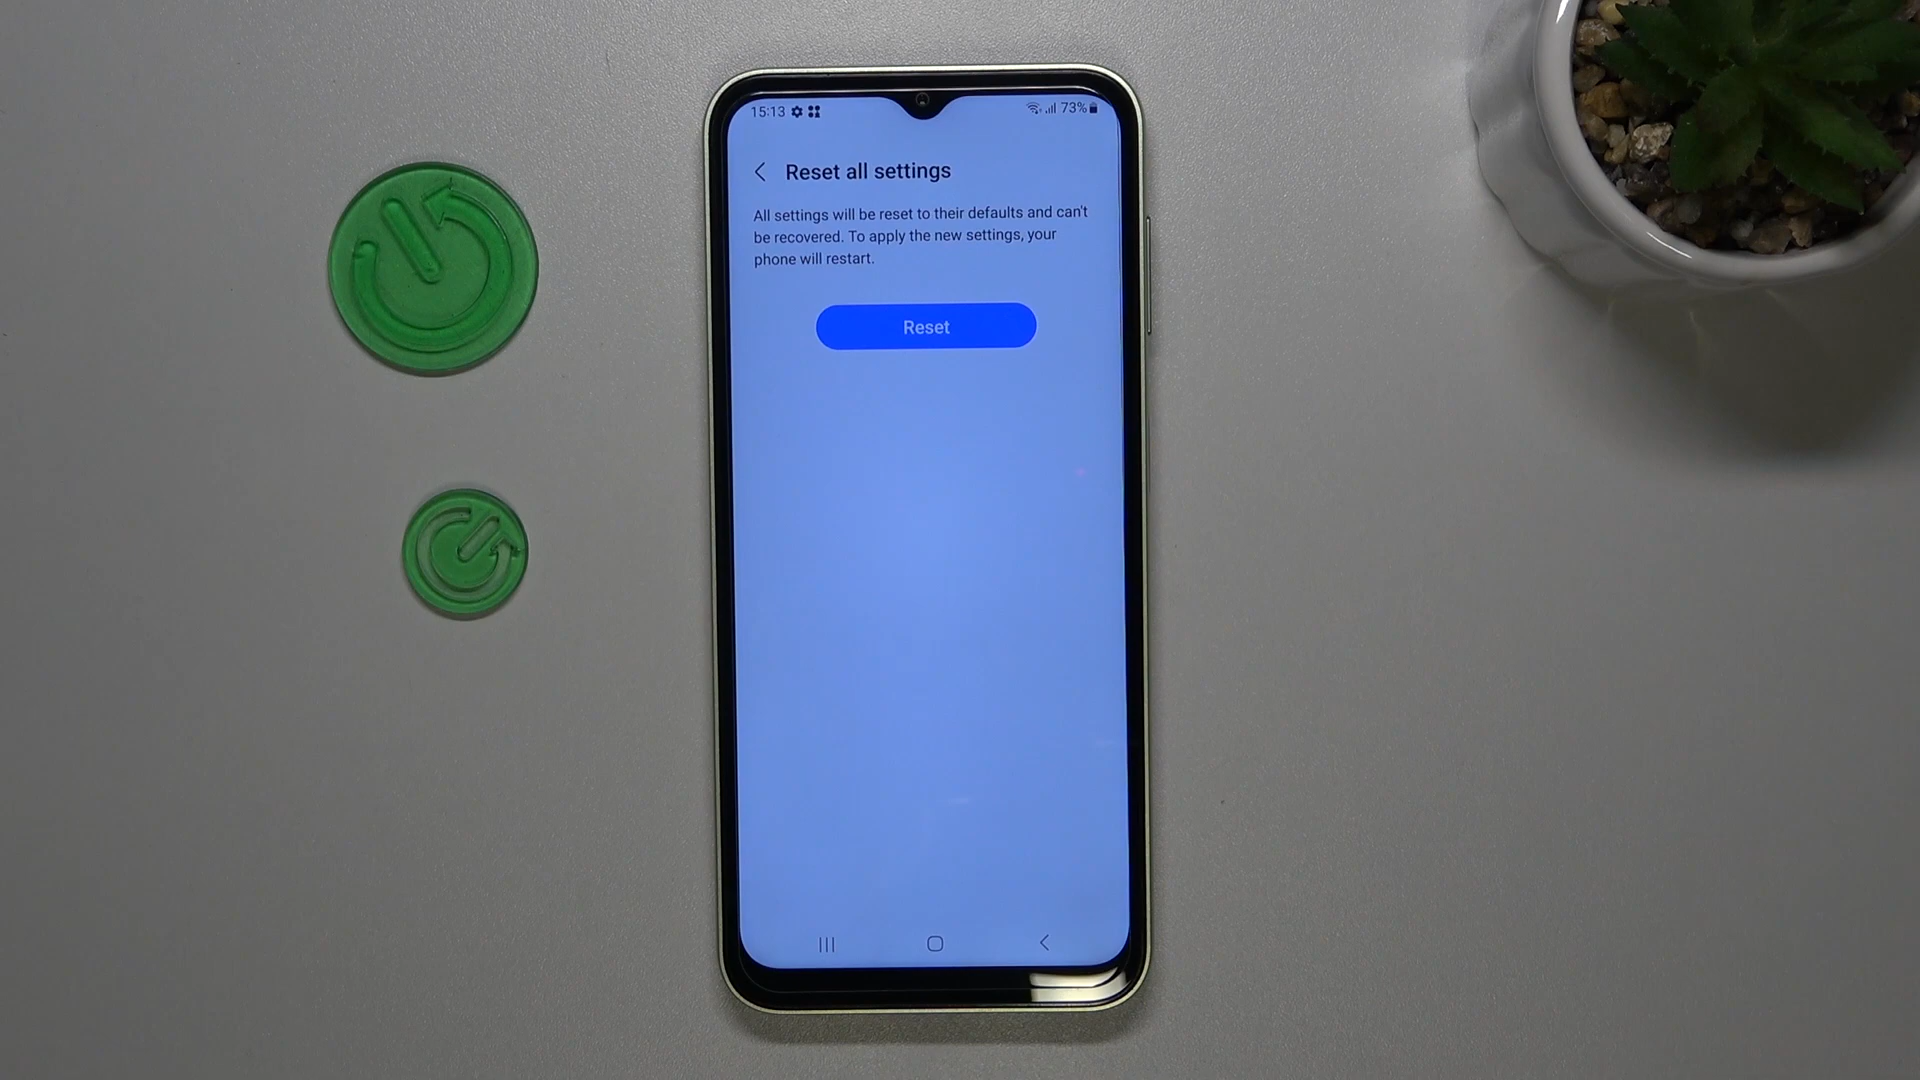 15:13
73%
Reset all settings
All settings will be reset to their defaults and can't
be recovered. To apply the new settings, your
phone will restart.
Reset